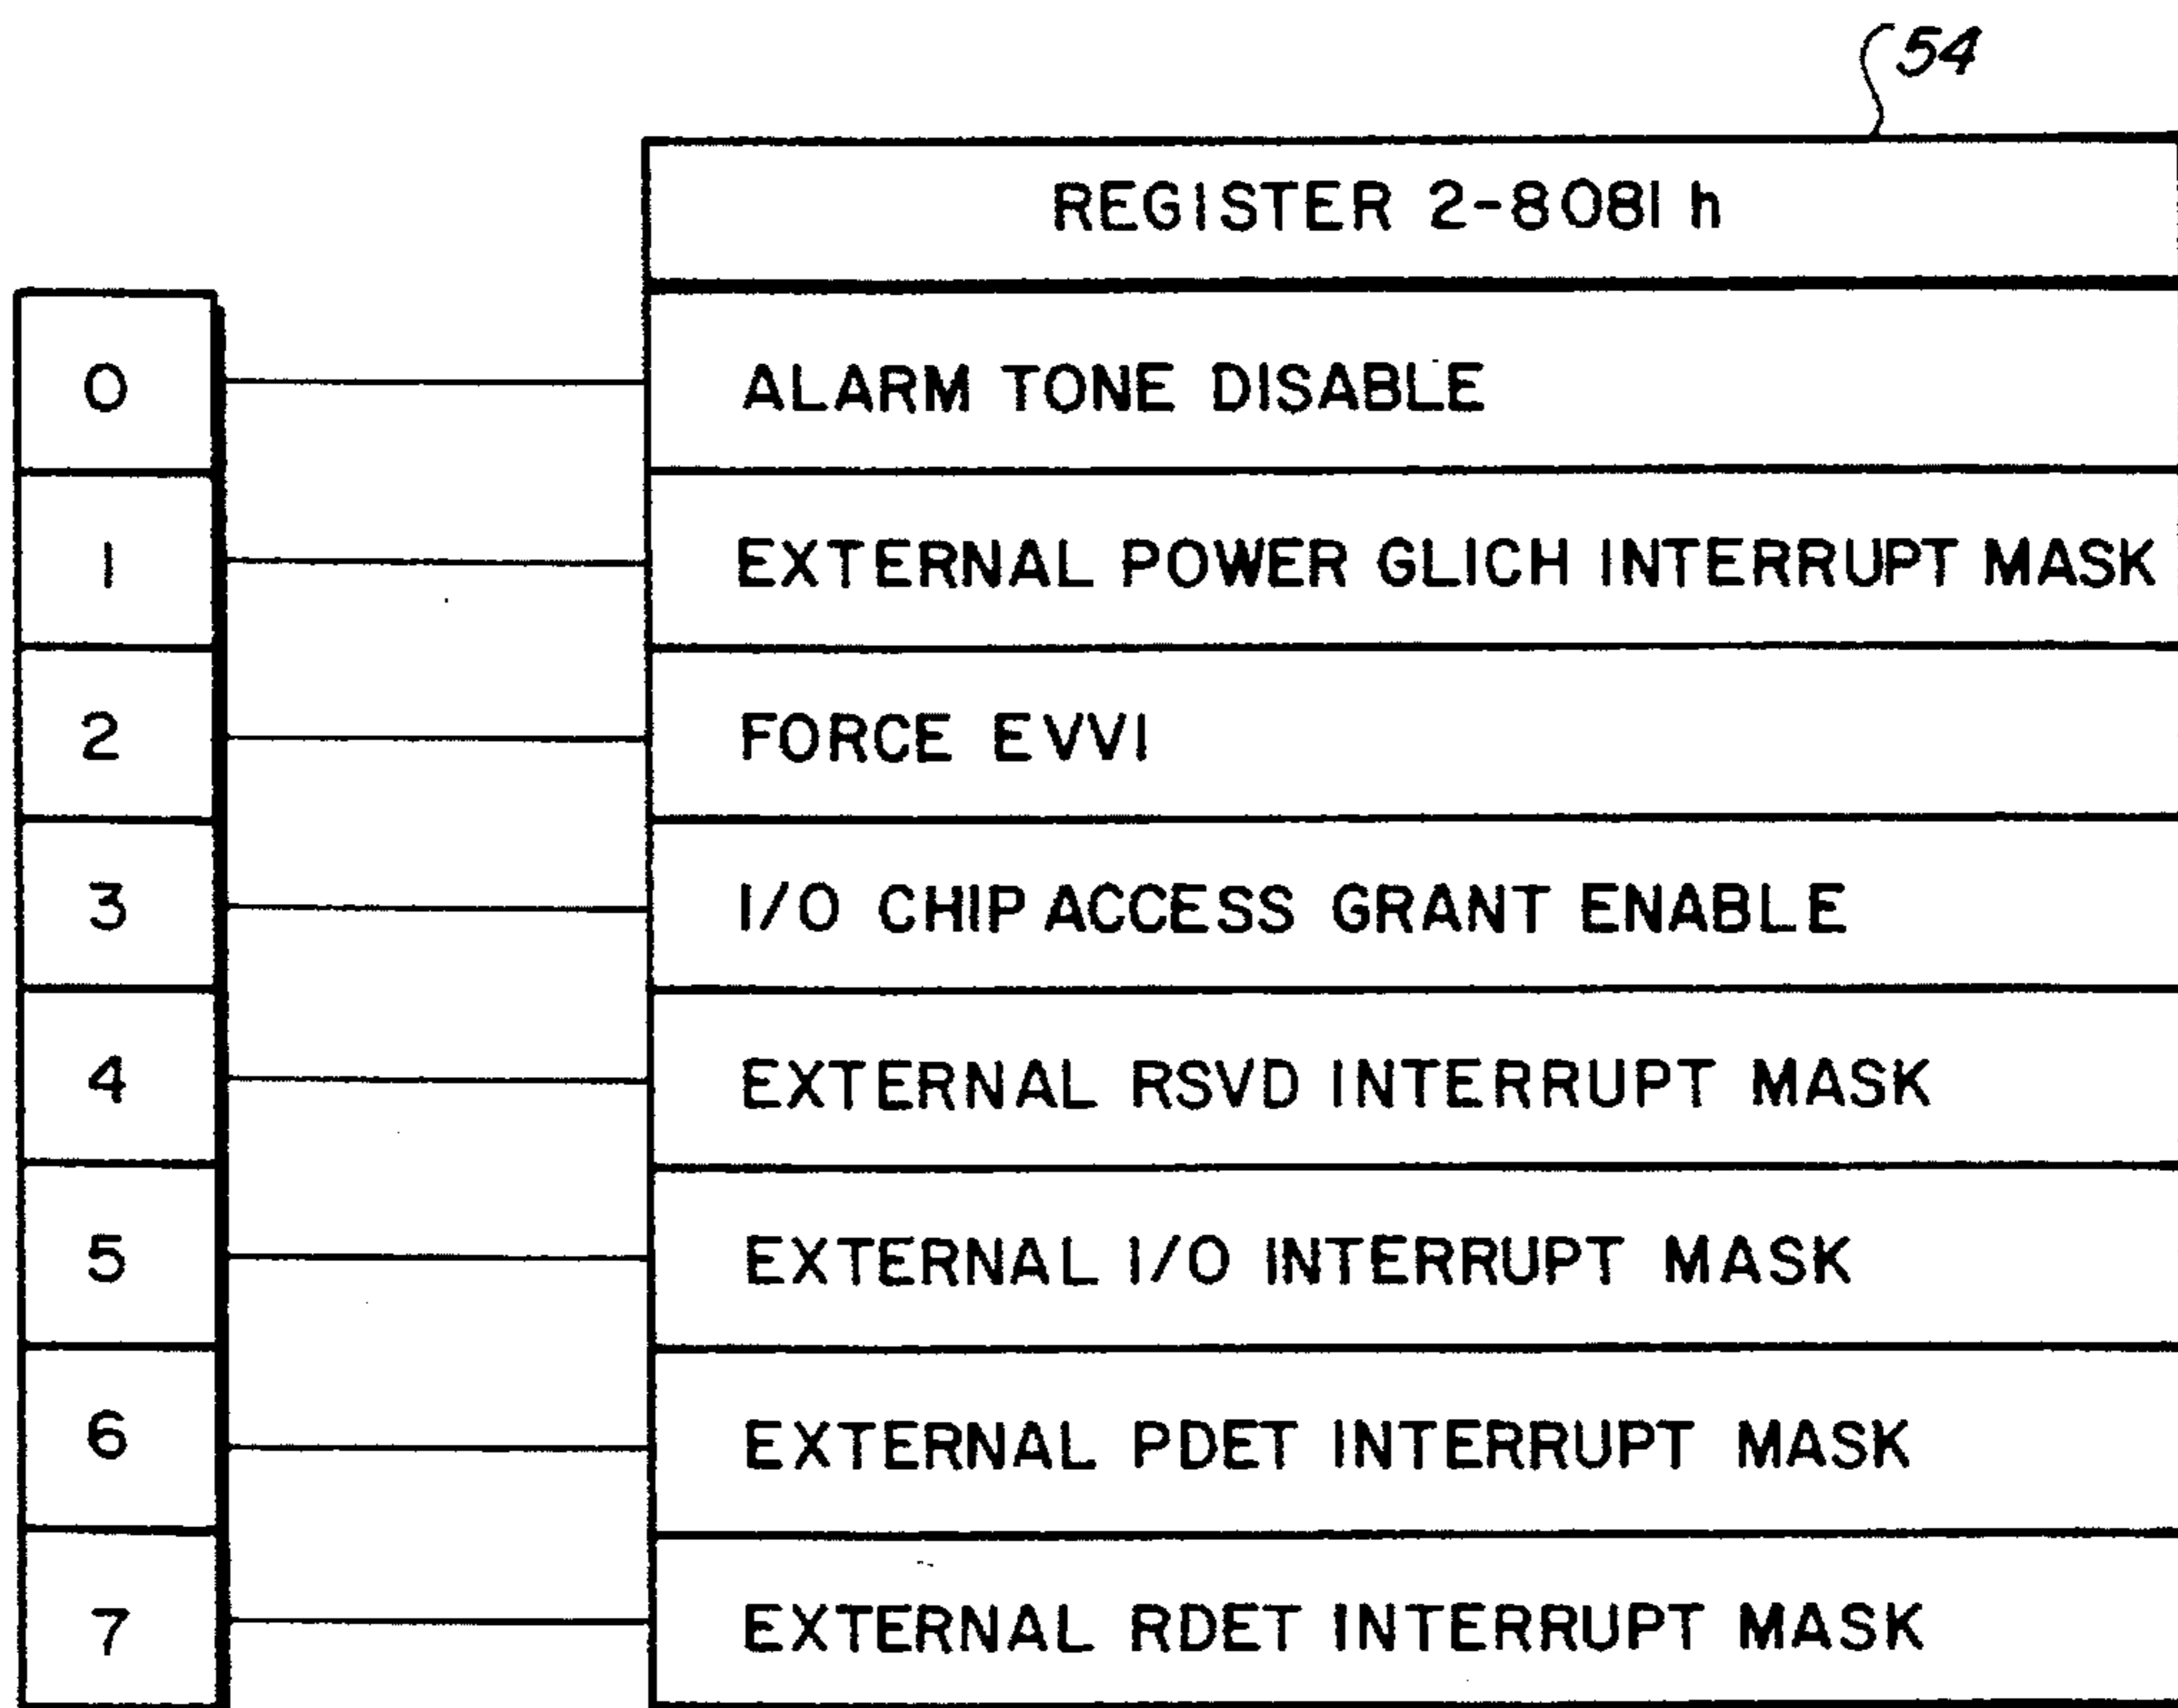 54
REGISTER 2-8081 h
0 ALARM TONE DISABLE
1 EXTERNAL POWER GLICH INTERRUPT MASK
2 FORCE EVVI
3 I/O CHIP ACCESS GRANT ENABLE
4 EXTERNAL RSVD INTERRUPT MASK
5 EXTERNAL I/O INTERRUPT MASK
6 EXTERNAL PDET INTERRUPT MASK
7 EXTERNAL RDET INTERRUPT MASK